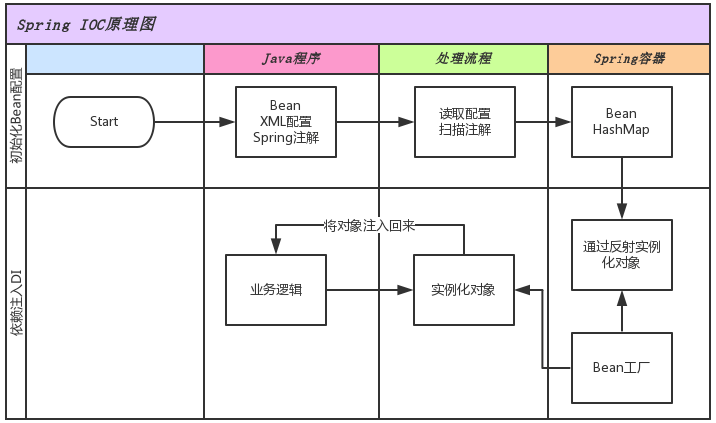 Spring IOC原理图
Java程序
处理流程
Spring容器
初始化Bean配置
Start
Bean
XML配置
Spring注解
读取配置
扫描注解
Bean
HashMap
依赖注入DI
将对象注入回来
业务逻辑
实例化对象
通过反射实例
化对象
Bean工厂